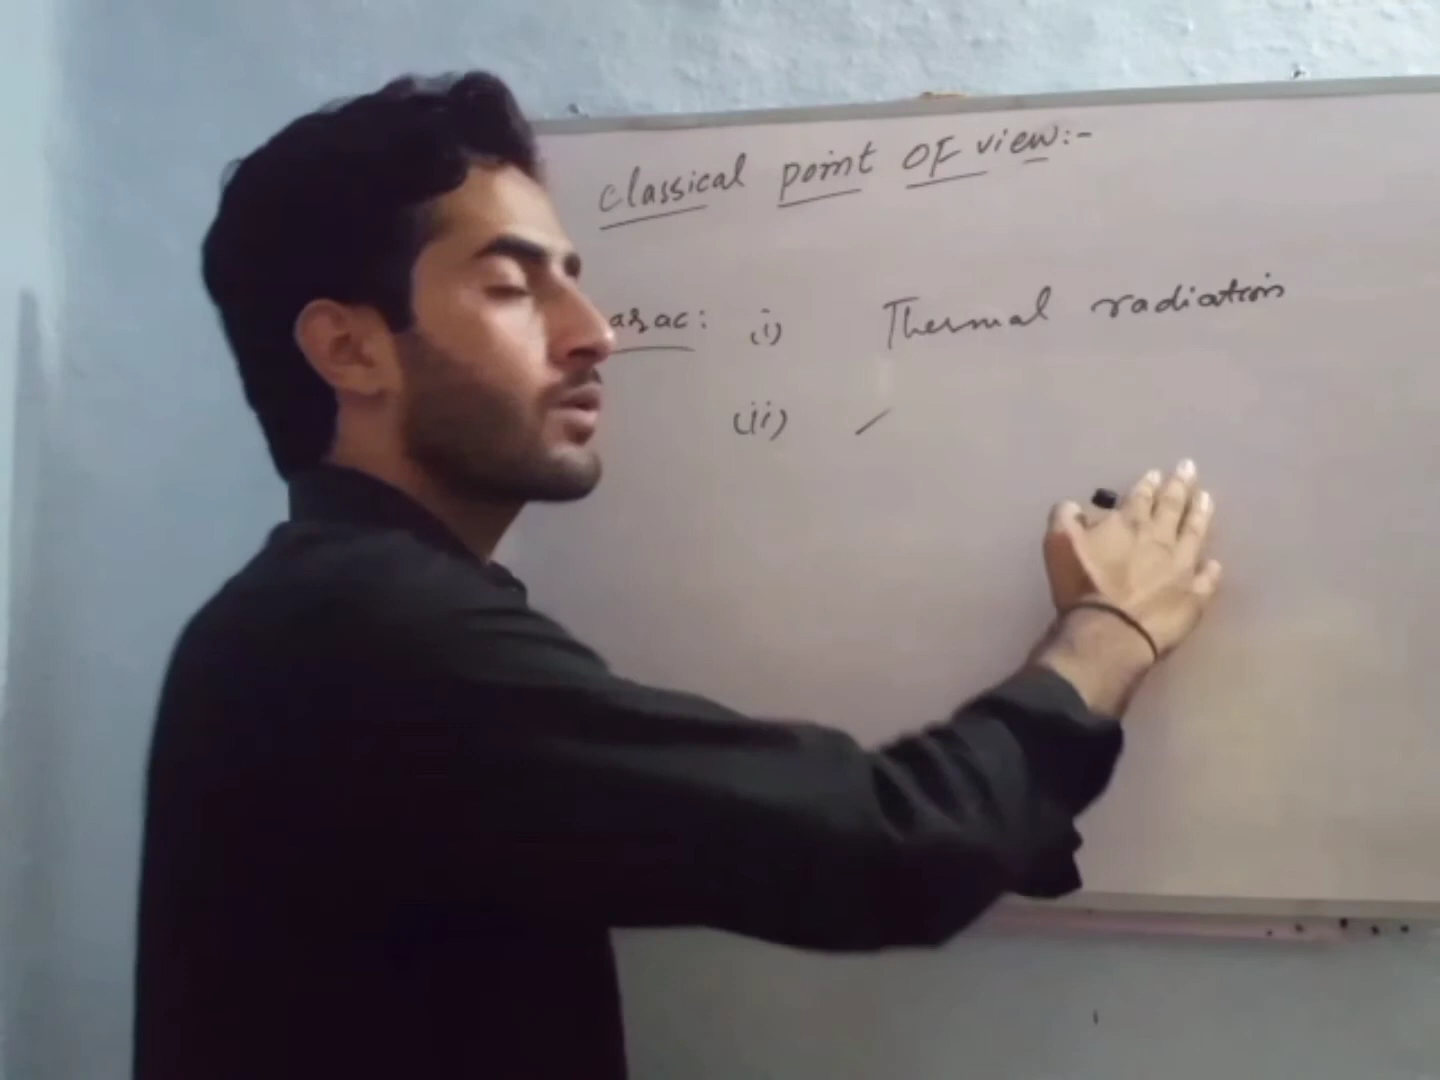 classical point OF view:-
(i) Thermal radiation
(ii)